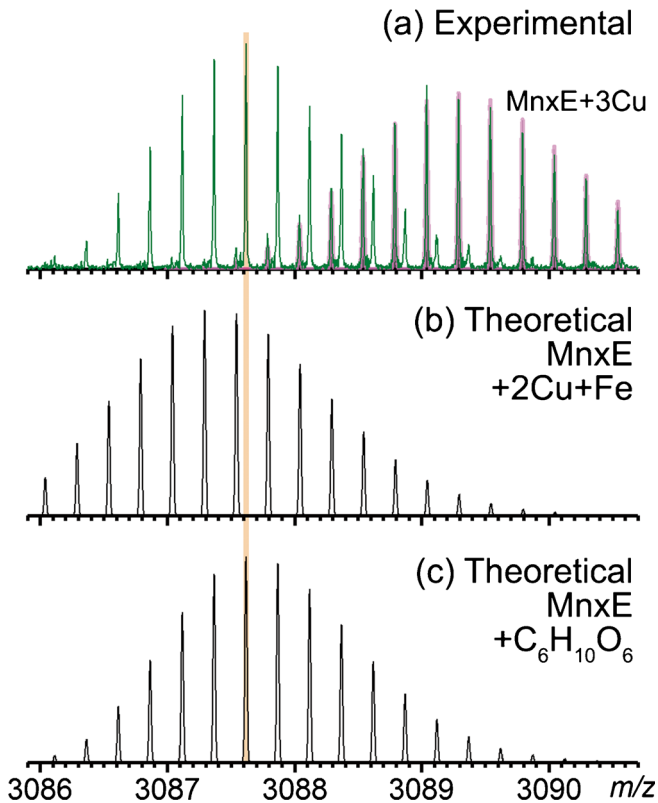 (a) Experimental
MnxE+3Cu
(b) Theoretical
MnxE
+2Cu+Fe
(c) Theoretical
MnxE
+C₆H₁₀O₆
3086 3087 3088 3089 3090 m/z